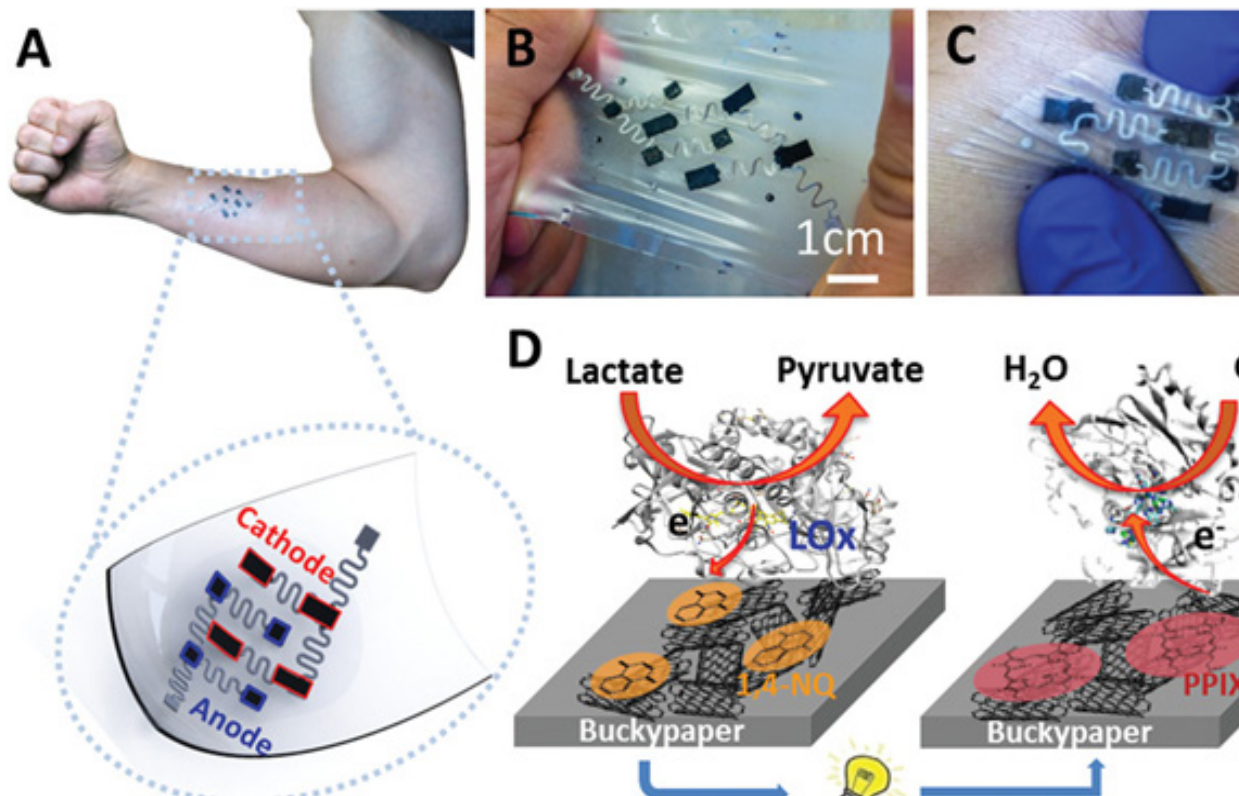 A
B
C
1cm
Cathode
Anode
D
Lactate
Pyruvate
H₂O
e⁻
LOx
e⁻
1,4-NQ
PPIX
Buckypaper
Buckypaper